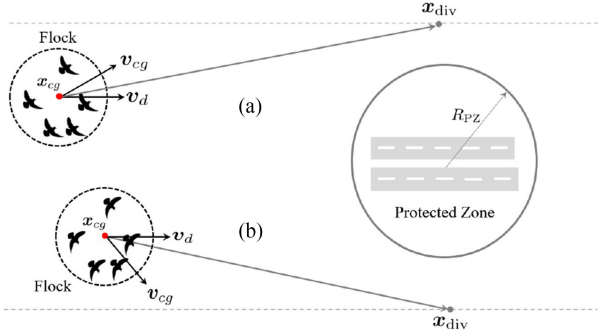 x_div
Flock
v_cg
x_cg
v_d
(a)
R_PZ
Protected Zone
x_cg
(b)
v_d
Flock
v_cg
x_div